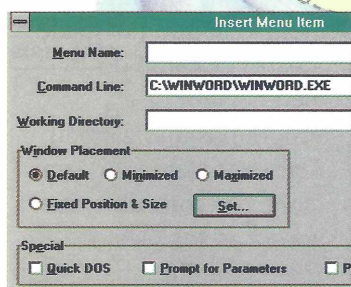 Insert Menu Item
Menu Name:
Command Line: C:\WINWORD\WINWORD.EXE
Working Directory:
Window Placement
Default Minimized Maximized
Fixed Position & Size Set...
Special
Quick DOS Prompt for Parameters P